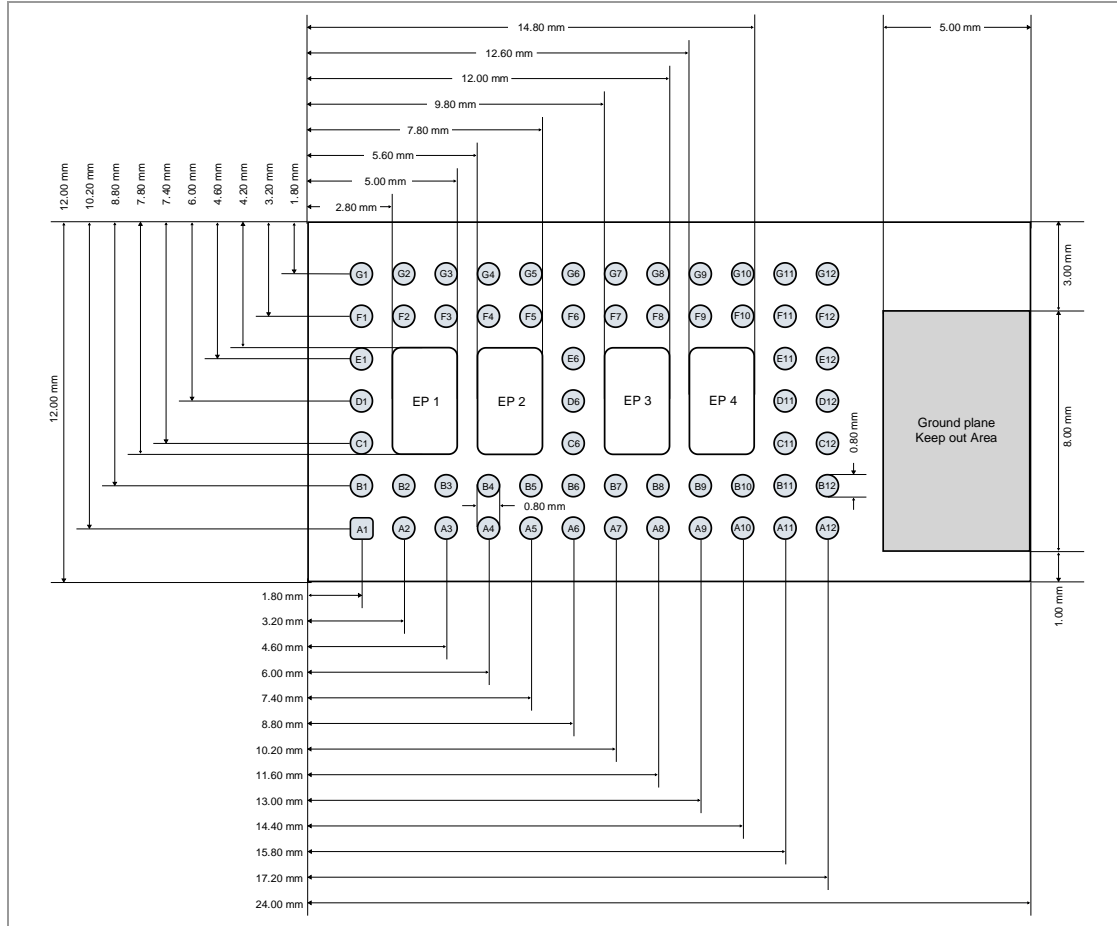 14.80 mm
5.00 mm
12.60 mm
12.00 mm
9.80 mm
7.80 mm
5.60 mm
5.00 mm
2.80 mm
12.00 mm
10.20 mm
8.80 mm
7.80 mm
7.40 mm
6.00 mm
4.60 mm
4.20 mm
3.20 mm
1.80 mm
3.00 mm
G1 G2 G3 G4 G5 G6 G7 G8 G9 G10 G11 G12
F1 F2 F3 F4 F5 F6 F7 F8 F9 F10 F11 F12
E1 E6 E11 E12
12.00 mm
D1 EP 1 EP 2 D6 EP 3 EP 4 D11 D12
Ground plane
Keep out Area
8.00 mm
C1 C6 C11 C12
0.80 mm
B1 B2 B3 B4 B5 B6 B7 B8 B9 B10 B11 B12
0.80 mm
A1 A2 A3 A4 A5 A6 A7 A8 A9 A10 A11 A12
1.00 mm
1.80 mm
3.20 mm
4.60 mm
6.00 mm
7.40 mm
8.80 mm
10.20 mm
11.60 mm
13.00 mm
14.40 mm
15.80 mm
17.20 mm
24.00 mm